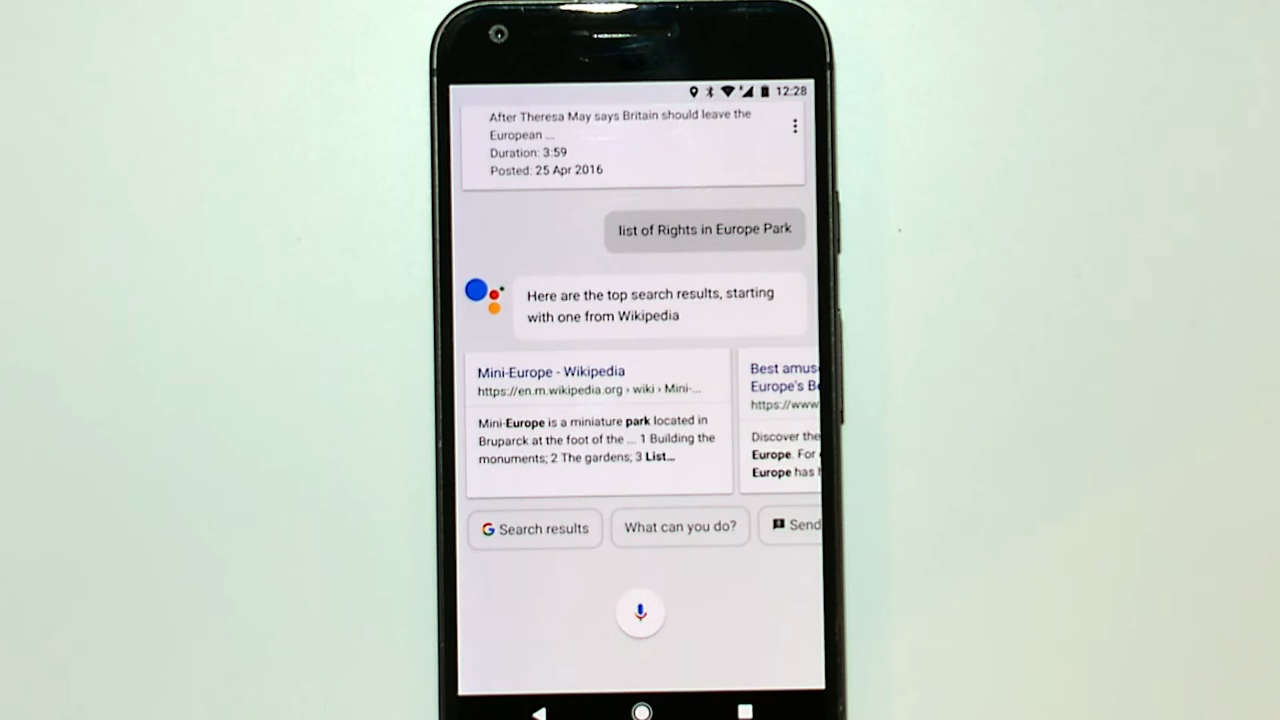 12:28
After Theresa May says Britain should leave the
European ...
Duration: 3:59
Posted: 25 Apr 2016
list of Rights in Europe Park
Here are the top search results, starting
with one from Wikipedia
Mini-Europe - Wikipedia
https://en.m.wikipedia.org › wiki › Mini-...
Mini-Europe is a miniature park located in
Bruparck at the foot of the ... 1 Building the
monuments; 2 The gardens; 3 List...
Best amus
Europe's Be
https://www
Discover the
Europe. For
Europe has
Search results
What can you do?
Send